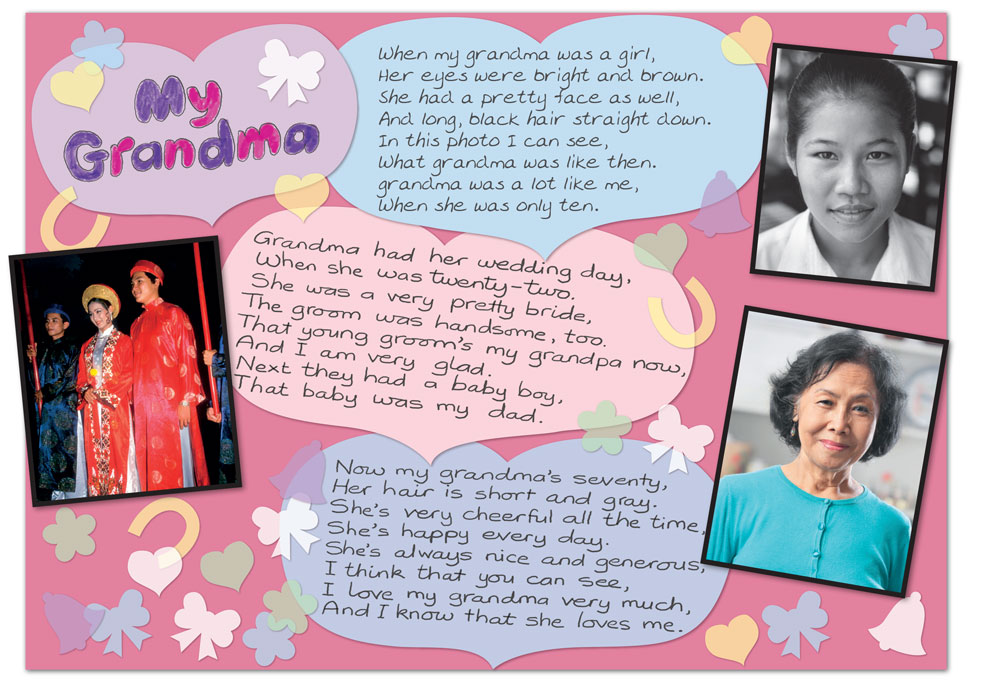 My
Grandma
When my grandma was a girl,
Her eyes were bright and brown.
She had a pretty face as well,
And long, black hair straight down.
In this photo I can see,
What grandma was like then.
grandma was a lot like me,
When she was only ten.
Grandma had her wedding day,
When she was twenty-two.
She was a very pretty bride,
The groom was handsome, too.
That young groom's my grandpa now,
And I am very glad.
Next they had a baby boy,
That baby was my dad.
Now my grandma's seventy,
Her hair is short and gray.
She's very cheerful all the time,
She's happy every day.
She's always nice and generous,
I think that you can see,
I love my grandma very much,
And I know that she loves me.